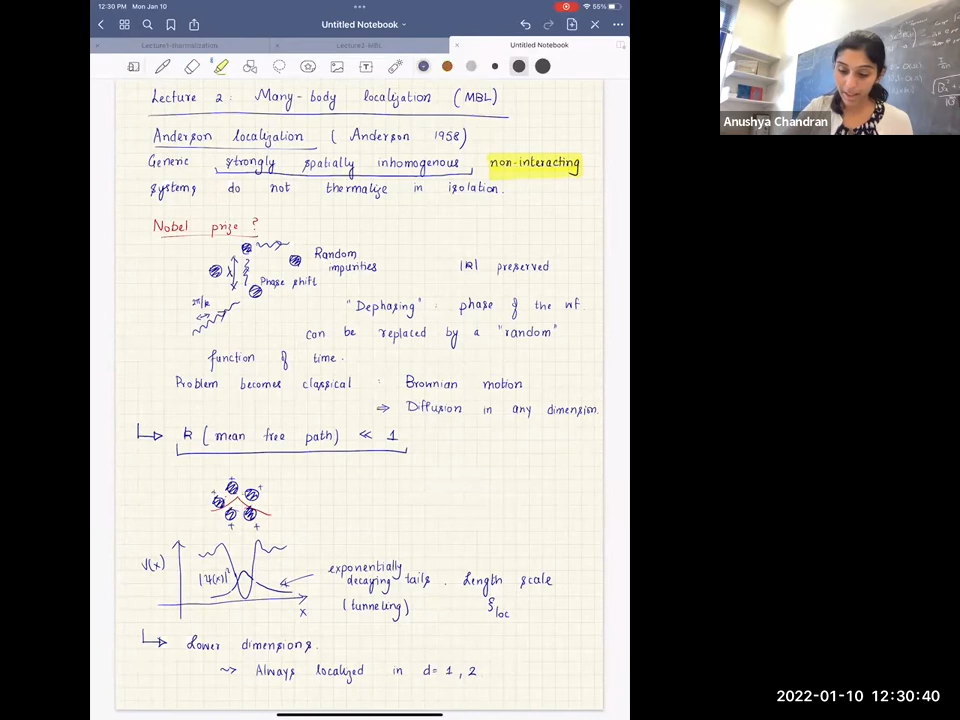 12:30 PM Mon Jan 10
55%
Untitled Notebook
Lecture1-thermalization
Lecture2-MBL
Untitled Notebook
Anushya Chandran
Lecture 2: Many-body localization (MBL)
Anderson localization (Anderson 1958)
Generic strongly spatially inhomogenous non-interacting
systems do not thermalize in isolation.
Nobel prize?
Random
impurities
|k| preserved
λ
Phase shift
2π/k
"Dephasing": phase of the wf
can be replaced by a "random"
function of time.
Problem becomes classical : Brownian motion
⇒ Diffusion in any dimension.
k (mean free path) << 1
+ + + + +
V(x)
|Ψ(x)|²
x
exponentially
decaying tails. Length scale
(tunneling) ξloc
Lower dimensions.
~> Always localized in d= 1, 2
2022-01-10 12:30:40